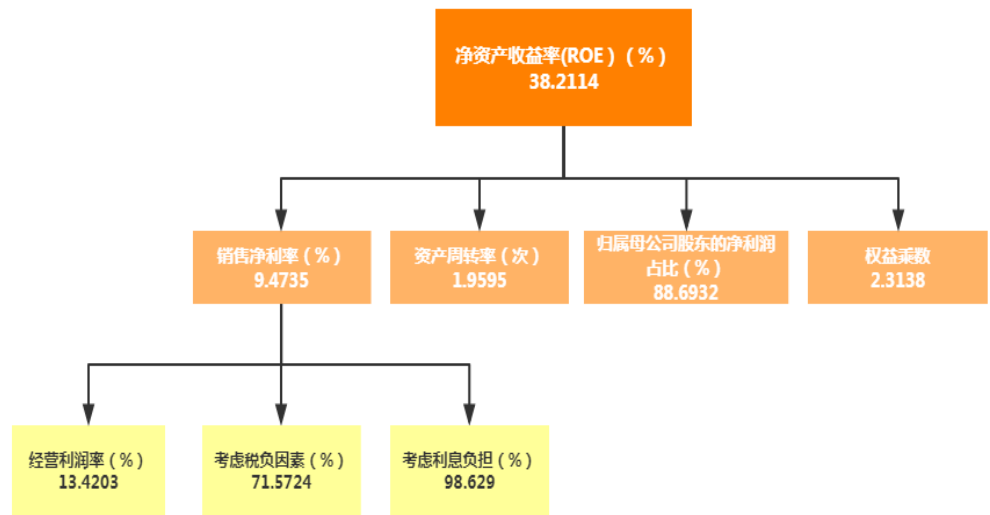 净资产收益率(ROE）（%）
38.2114
销售净利率（%）
9.4735
资产周转率（次）
1.9595
归属母公司股东的净利润
占比（%）
88.6932
权益乘数
2.3138
经营利润率（%）
13.4203
考虑税负因素（%）
71.5724
考虑利息负担（%）
98.629